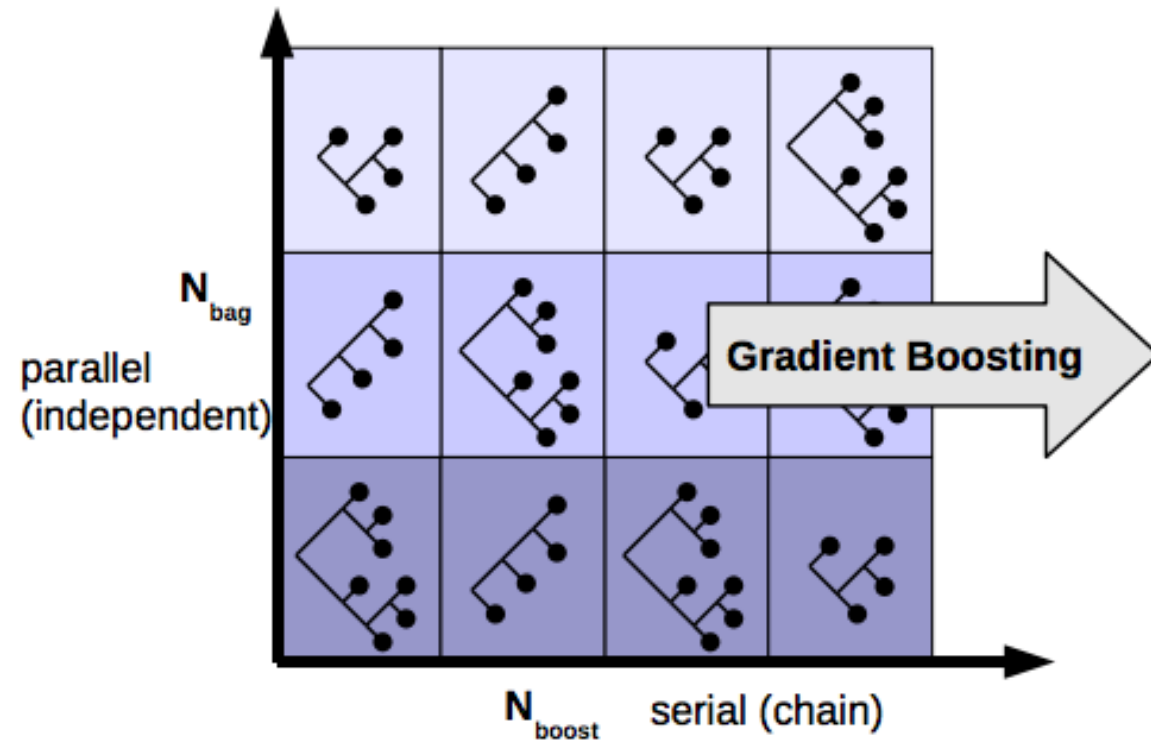 N_bag
parallel
(independent)
Gradient Boosting
N_boost serial (chain)